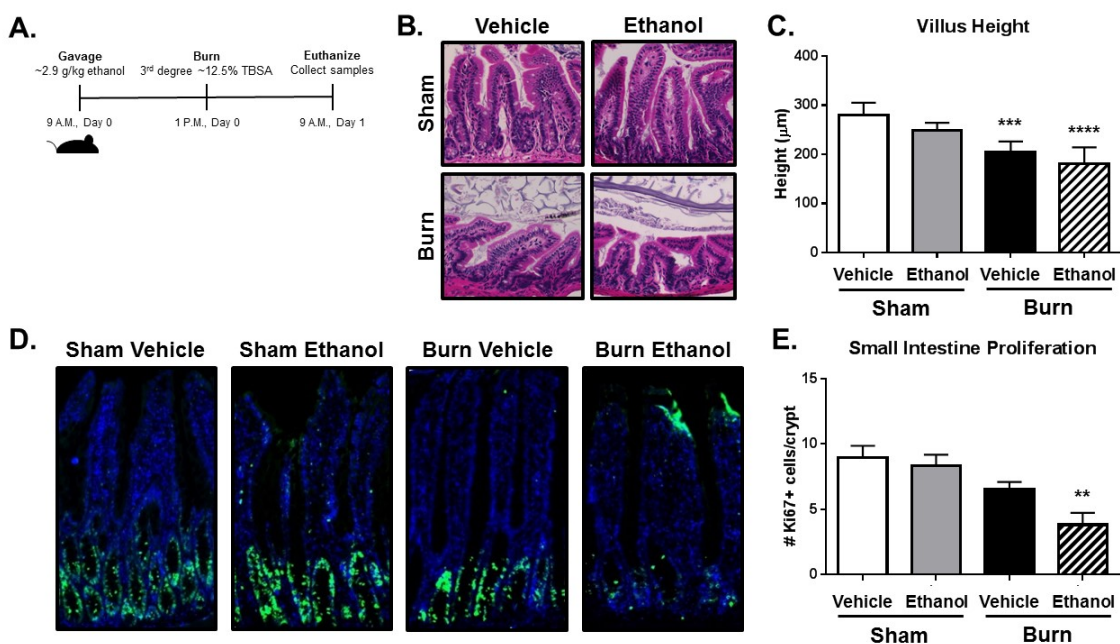 A.
Gavage
~2.9 g/kg ethanol
Burn
3rd degree ~12.5% TBSA
Euthanize
Collect samples
9 A.M., Day 0
1 P.M., Day 0
9 A.M., Day 1
B.
Vehicle
Ethanol
Sham
Burn
C.
Villus Height
Height (μm)
400
300
200
100
0
***
****
Vehicle
Ethanol
Vehicle
Ethanol
Sham
Burn
D.
Sham Vehicle
Sham Ethanol
Burn Vehicle
Burn Ethanol
E.
Small Intestine Proliferation
# Ki67+ cells/crypt
15
10
5
0
**
Vehicle
Ethanol
Vehicle
Ethanol
Sham
Burn